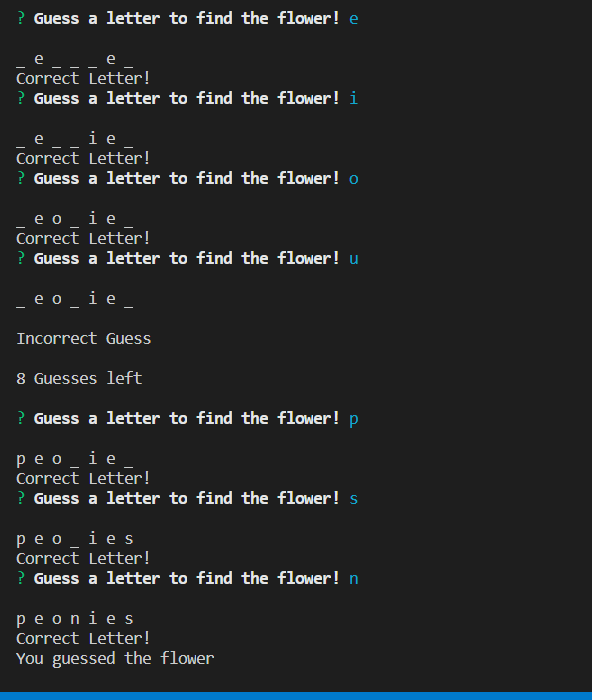 ? Guess a letter to find the flower! e
_ e _ _ _ e _
Correct Letter!
? Guess a letter to find the flower! i
_ e _ _ i e _
Correct Letter!
? Guess a letter to find the flower! o
_ e o _ i e _
Correct Letter!
? Guess a letter to find the flower! u
_ e o _ i e _
Incorrect Guess
8 Guesses left
? Guess a letter to find the flower! p
p e o _ i e _
Correct Letter!
? Guess a letter to find the flower! s
p e o _ i e s
Correct Letter!
? Guess a letter to find the flower! n
p e o n i e s
Correct Letter!
You guessed the flower